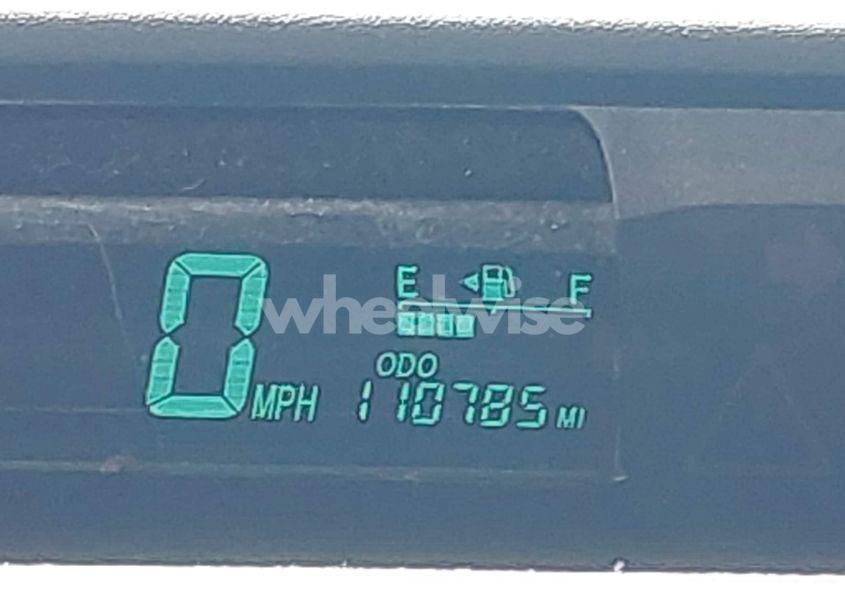 E F
wheelwise
ODO
0 MPH 110785 MI